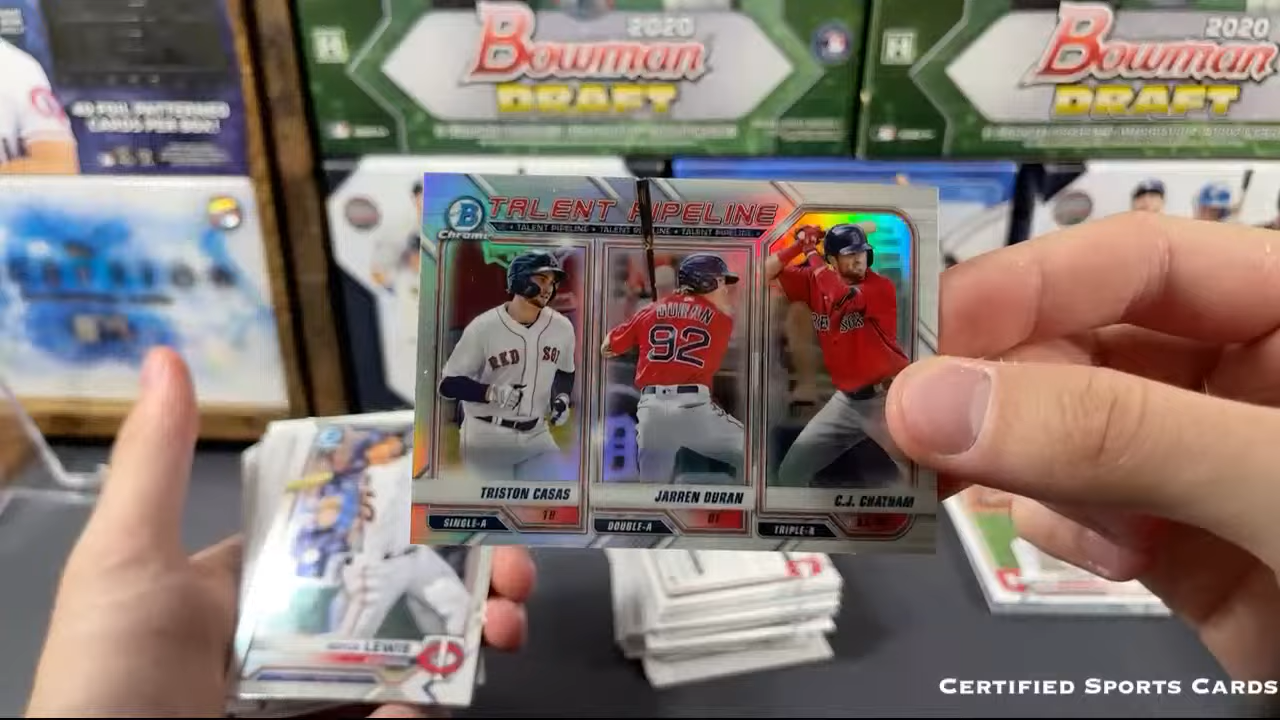 2020
Bowman
DRAFT
H
2020
Bowman
DRAFT
H
40 FOIL PATTERNED
CARDS PER BOX!
B
Chrome
TALENT PIPELINE
• TALENT PIPELINE • TALENT PIPELINE • TALENT PIPELINE •
RED SOX
DURAN
92
RED SOX
TRISTON CASAS
1B
SINGLE-A
JARREN DURAN
OF
DOUBLE-A
C.J. CHATHAM
TRIPLE-A
LEWIS
CERTIFIED SPORTS CARDS